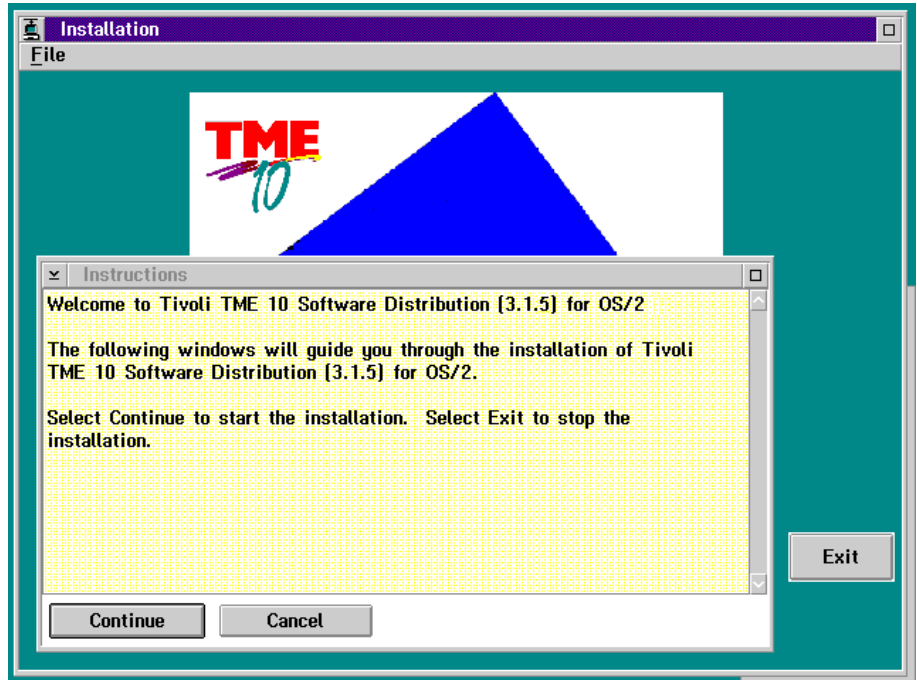 Installation
File
TME
10
Instructions
Welcome to Tivoli TME 10 Software Distribution (3.1.5) for OS/2
The following windows will guide you through the installation of Tivoli
TME 10 Software Distribution (3.1.5) for OS/2.
Select Continue to start the installation.  Select Exit to stop the
installation.
Exit
Continue
Cancel